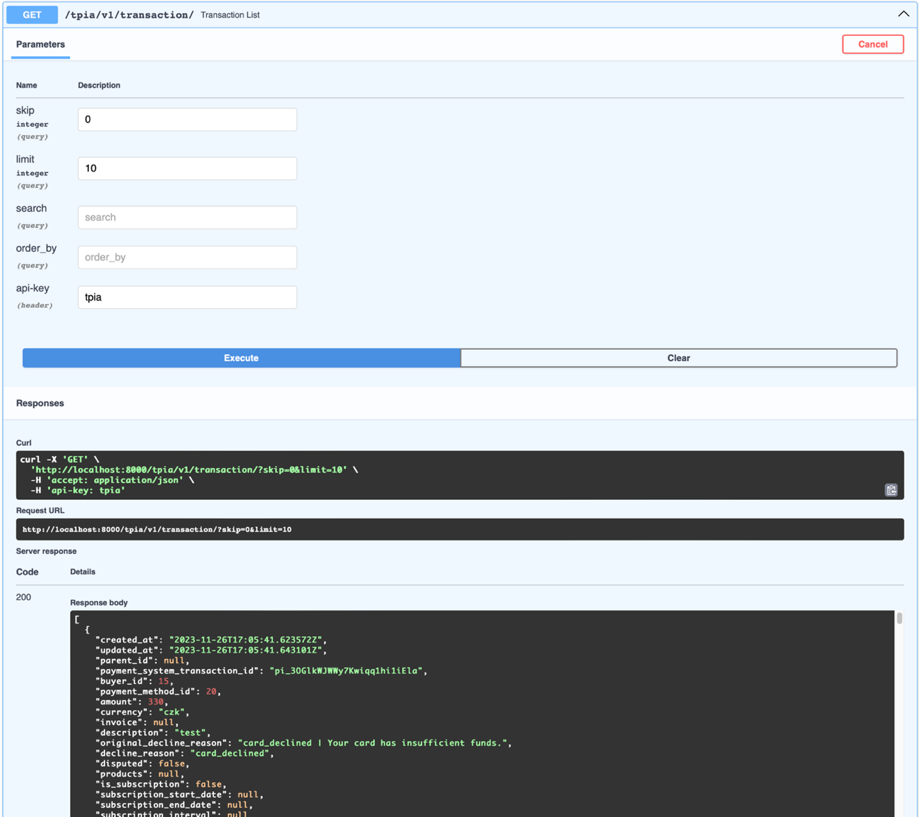 GET /tpia/v1/transaction/ Transaction List
Parameters
Cancel
Name Description
skip
integer
(query)
0
limit
integer
(query)
10
search
(query)
search
order_by
(query)
order_by
api-key
(header)
tpia
Execute Clear
Responses
Curl
curl -X 'GET' \
'http://localhost:8000/tpia/v1/transaction/?skip=0&limit=10' \
-H 'accept: application/json' \
-H 'api-key: tpia'
Request URL
http://localhost:8000/tpia/v1/transaction/?skip=0&limit=10
Server response
Code Details
200
Response body
[
{
"created_at": "2023-11-26T17:05:41.623572Z",
"updated_at": "2023-11-26T17:05:41.643101Z",
"parent_id": null,
"payment_system_transaction_id": "pi_3OGlkWJWWy7Kwiqq1hi1iEla",
"buyer_id": 15,
"payment_method_id": 20,
"amount": 330,
"currency": "czk",
"invoice": null,
"description": "test",
"original_decline_reason": "card_declined | Your card has insufficient funds.",
"decline_reason": "card_declined",
"disputed": false,
"products": null,
"is_subscription": false,
"subscription_start_date": null,
"subscription_end_date": null,
"subscription_interval": null